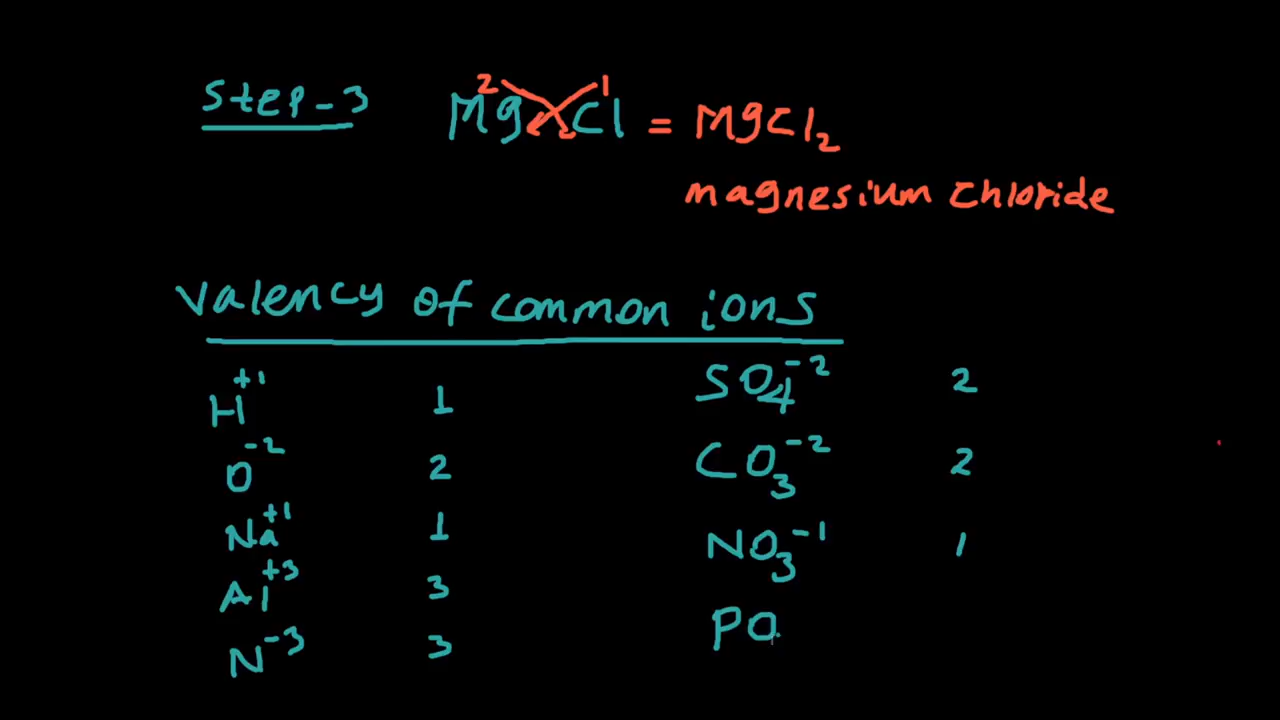 Step-3
Mg²Cl¹ = MgCl₂
magnesium chloride
Valency of common ions
H⁺¹ 1 SO₄⁻² 2
O⁻² 2 CO₃⁻² 2
Na⁺¹ 1 NO₃⁻¹ 1
Al⁺³ 3 PO
N⁻³ 3